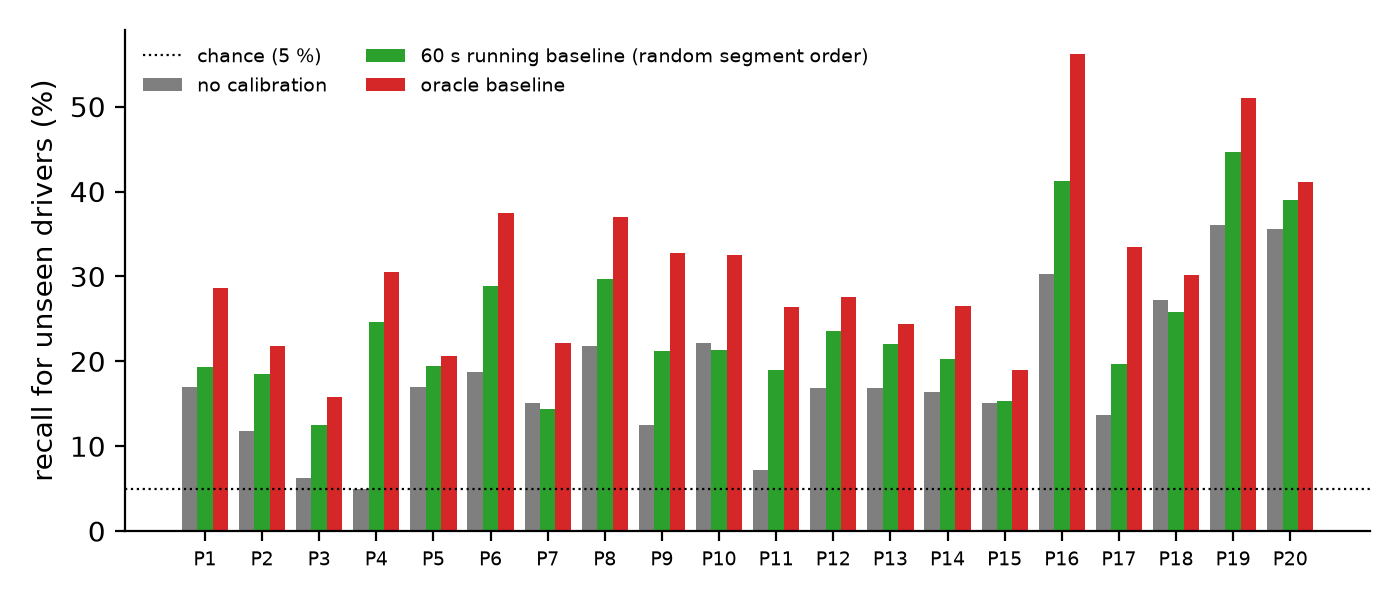 chance (5 %)
no calibration
60 s running baseline (random segment order)
oracle baseline
recall for unseen drivers (%)
50
40
30
20
10
0
P1 P2 P3 P4 P5 P6 P7 P8 P9 P10 P11 P12 P13 P14 P15 P16 P17 P18 P19 P20